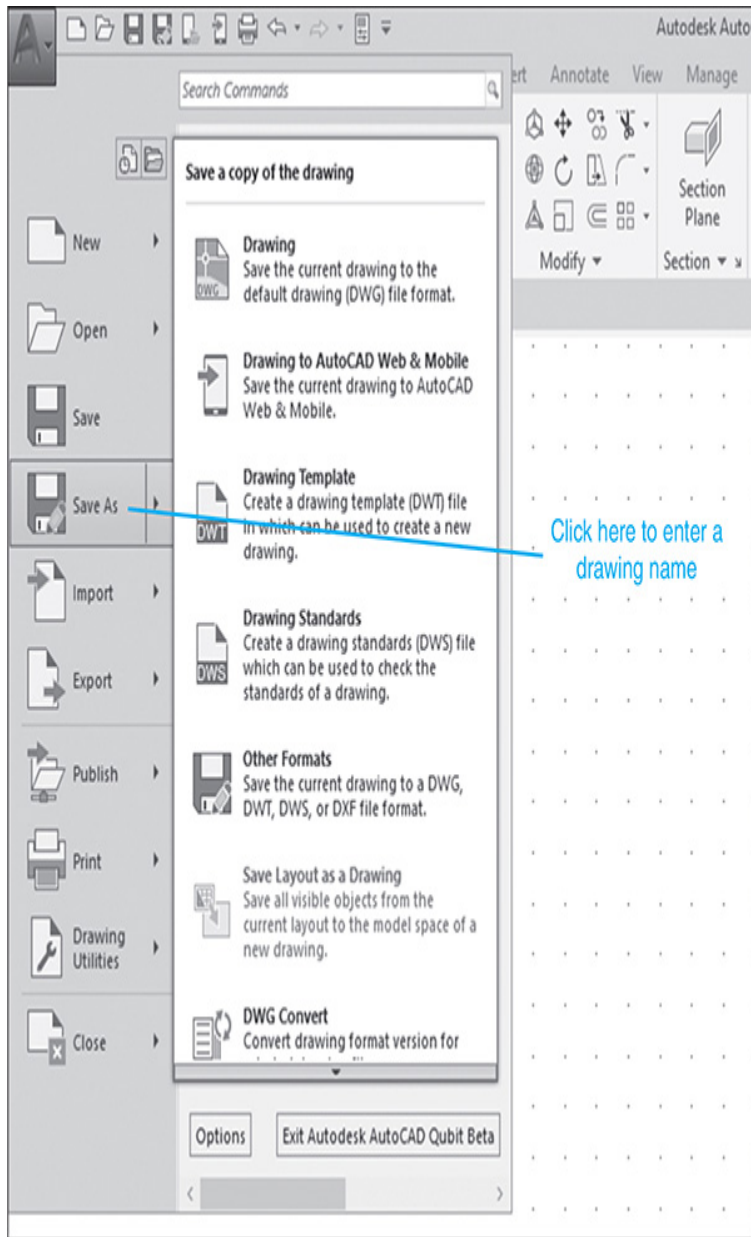 Autodesk Auto
Search Commands
ert Annotate View Manage
Save a copy of the drawing
Section
Plane
Modify
Section
New
Open
Save
Save As
Import
Export
Publish
Print
Drawing
Utilities
Close
Drawing
Save the current drawing to the
default drawing (DWG) file format.
DWG
Drawing to AutoCAD Web & Mobile
Save the current drawing to AutoCAD
Web & Mobile.
Drawing Template
Create a drawing template (DWT) file
in which can be used to create a new
drawing.
DWT
Drawing Standards
Create a drawing standards (DWS) file
which can be used to check the
standards of a drawing.
DWS
Other Formats
Save the current drawing to a DWG,
DWT, DWS, or DXF file format.
Save Layout as a Drawing
Save all visible objects from the
current layout to the model space of a
new drawing.
DWG Convert
Convert drawing format version for
Click here to enter a
drawing name
Options
Exit Autodesk AutoCAD Qubit Beta